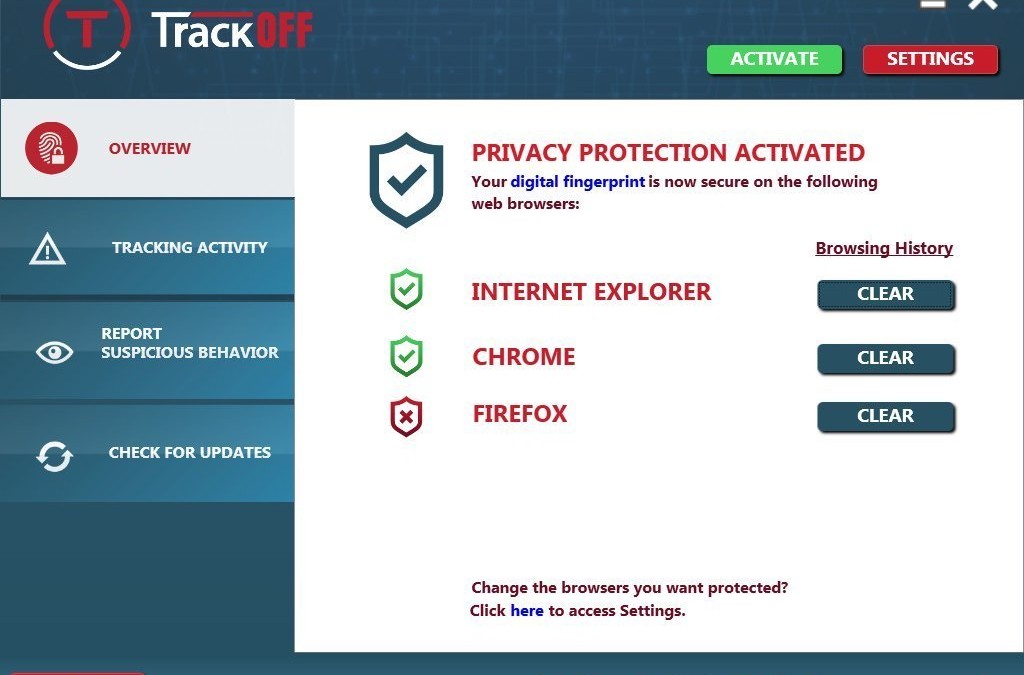 TrackOFF
ACTIVATE
SETTINGS
OVERVIEW
TRACKING ACTIVITY
REPORT
SUSPICIOUS BEHAVIOR
CHECK FOR UPDATES
PRIVACY PROTECTION ACTIVATED
Your digital fingerprint is now secure on the following
web browsers:
Browsing History
INTERNET EXPLORER
CLEAR
CHROME
CLEAR
FIREFOX
CLEAR
Change the browsers you want protected?
Click here to access Settings.